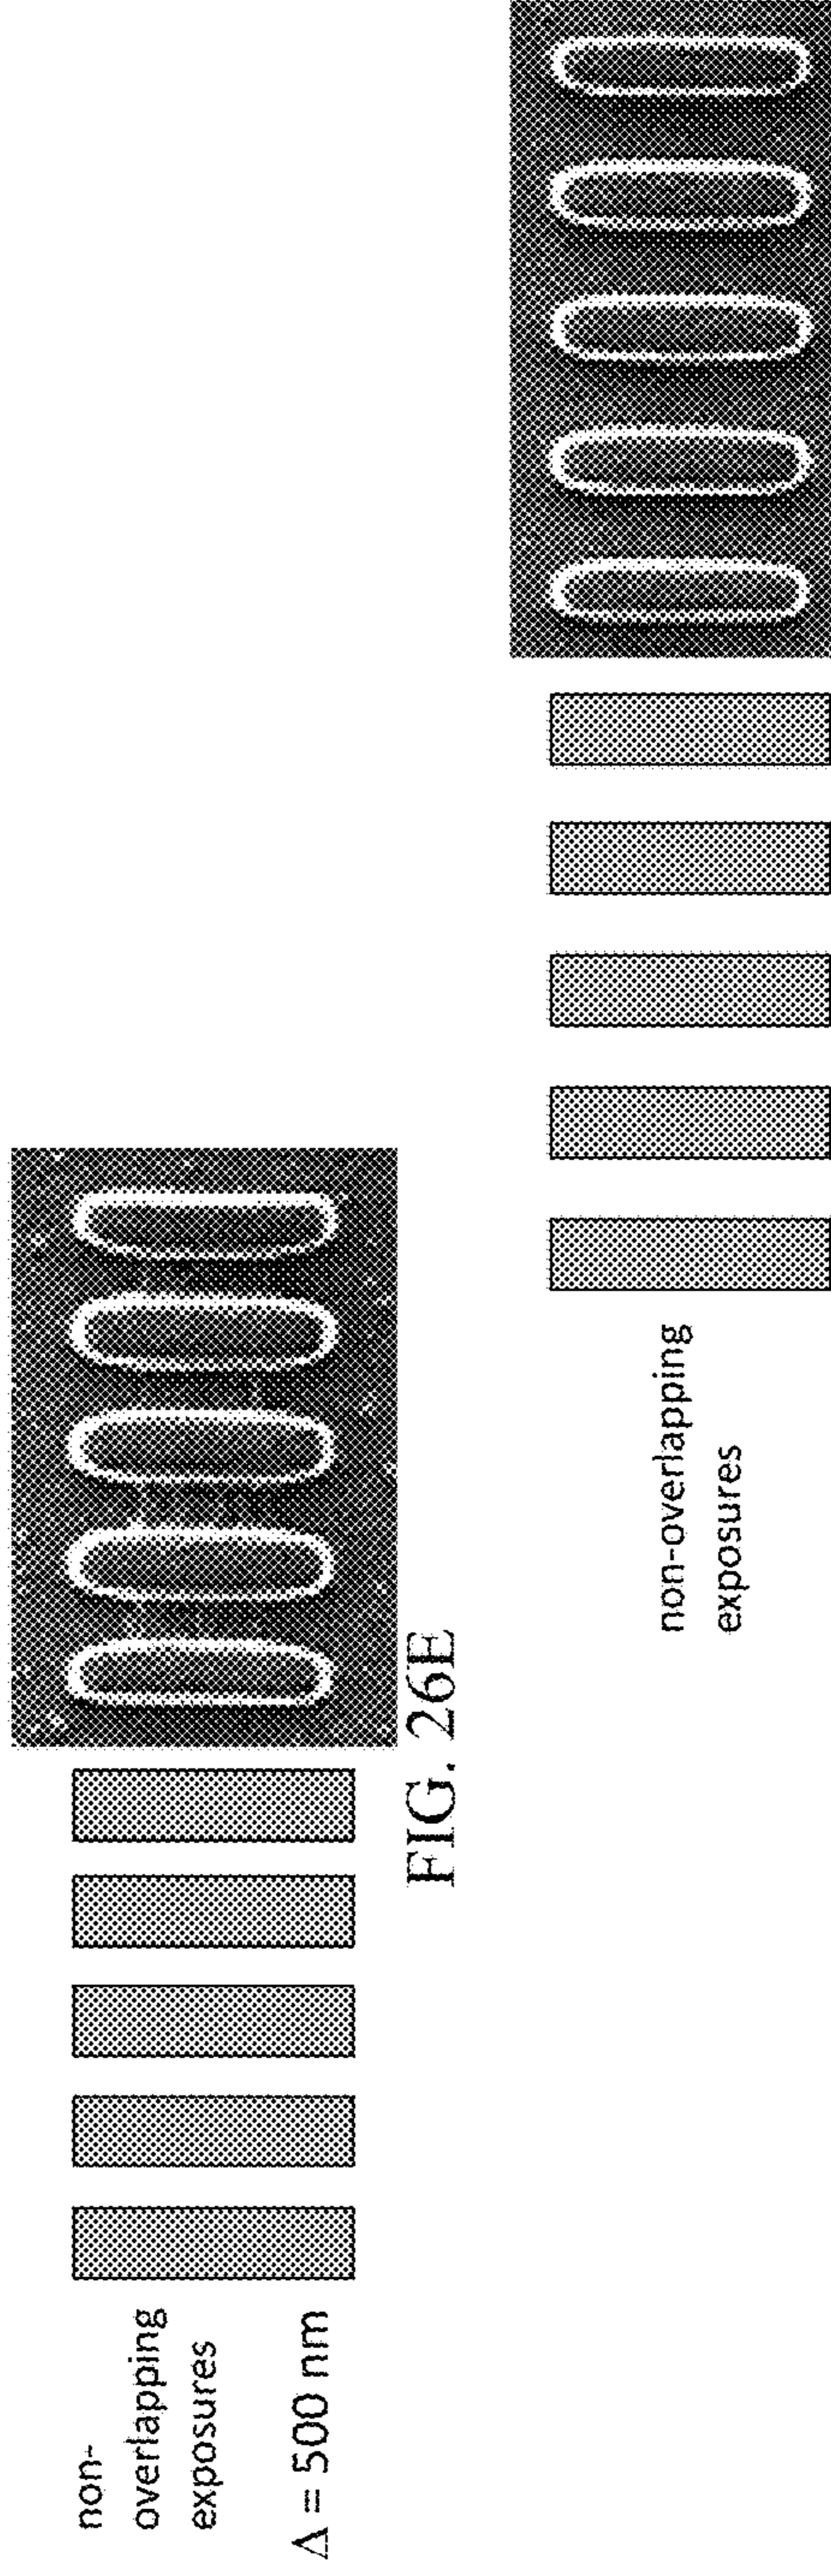 non-
overlapping
exposures
Δ = 500 nm
FIG. 26E
non-overlapping
exposures